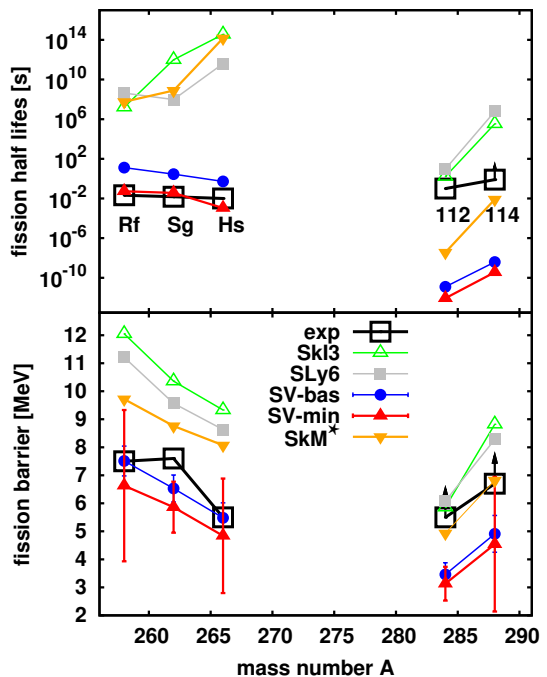 fission half lifes [s]
10^14
10^10
10^6
10^2
10^-2
10^-6
10^-10
Rf Sg Hs
112 114
fission barrier [MeV]
12
11
10
9
8
7
6
5
4
3
2
exp
SkI3
SLy6
SV-bas
SV-min
SkM*
260 265 270 275 280 285 290
mass number A